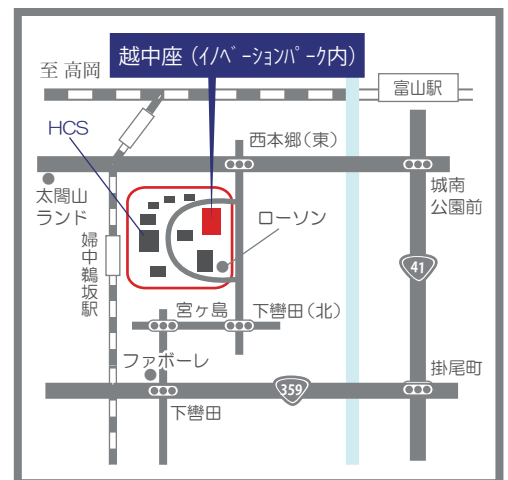 越中座（ｲﾉﾍﾞｰｼｮﾝﾊﾟｰｸ内）
至 高岡
富山駅
HCS
西本郷（東）
太閤山
ランド
城南
公園前
ローソン
婦中鵜坂駅
41
宮ヶ島
下轡田（北）
ファボーレ
掛尾町
359
下轡田